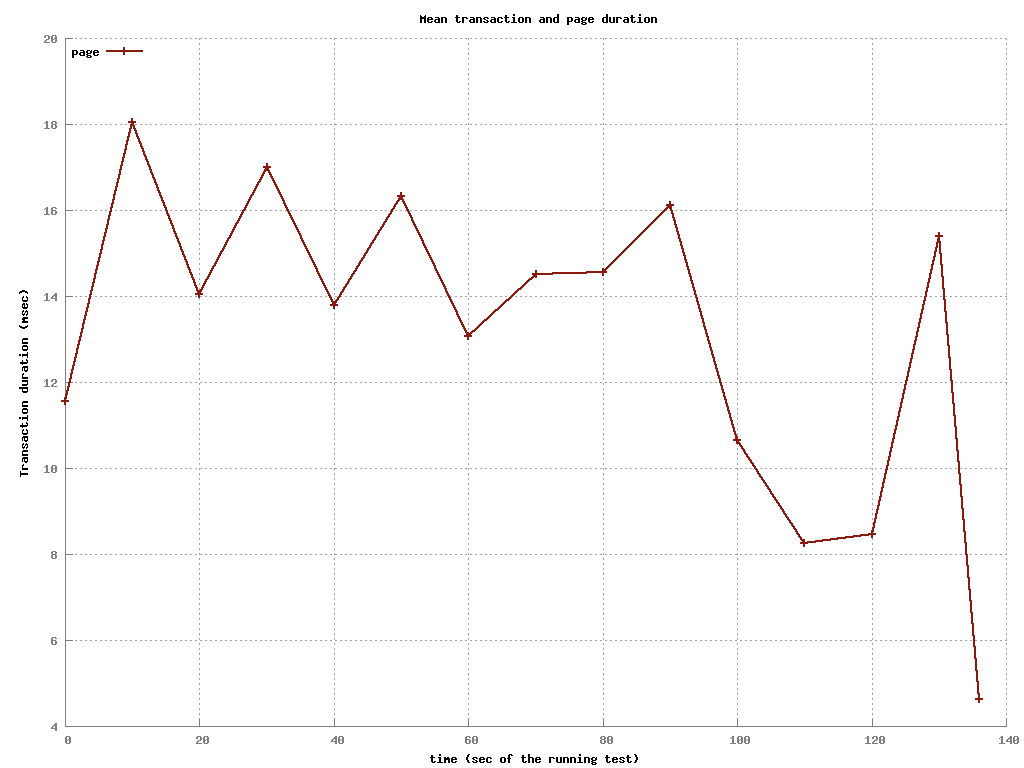 Mean transaction and page duration
20
page
18
16
14
12
10
8
6
4
Transaction duration (msec)
0 20 40 60 80 100 120 140
time (sec of the running test)